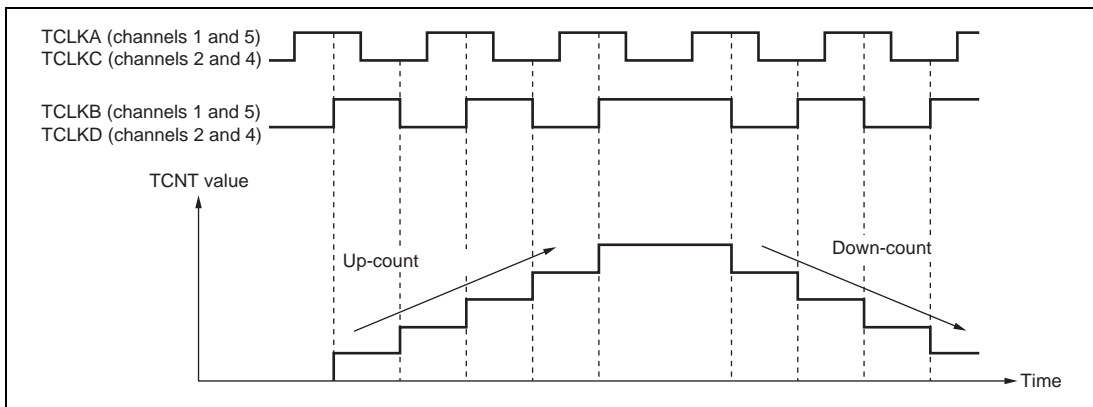 TCLKA (channels 1 and 5)
TCLKC (channels 2 and 4)
TCLKB (channels 1 and 5)
TCLKD (channels 2 and 4)
TCNT value
Up-count
Down-count
Time